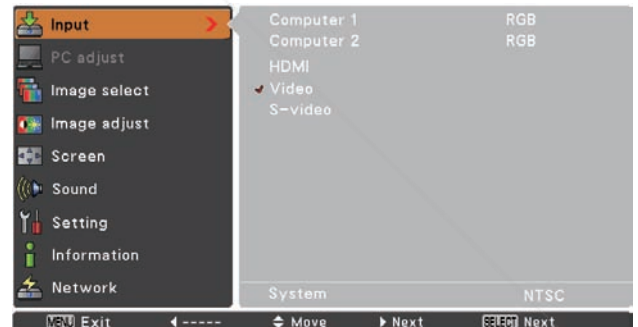 Input
PC adjust
Image select
Image adjust
Screen
Sound
Setting
Information
Network
Computer 1 RGB
Computer 2 RGB
HDMI
Video
S-video
System NTSC
MENU Exit ----- Move Next SELECT Next